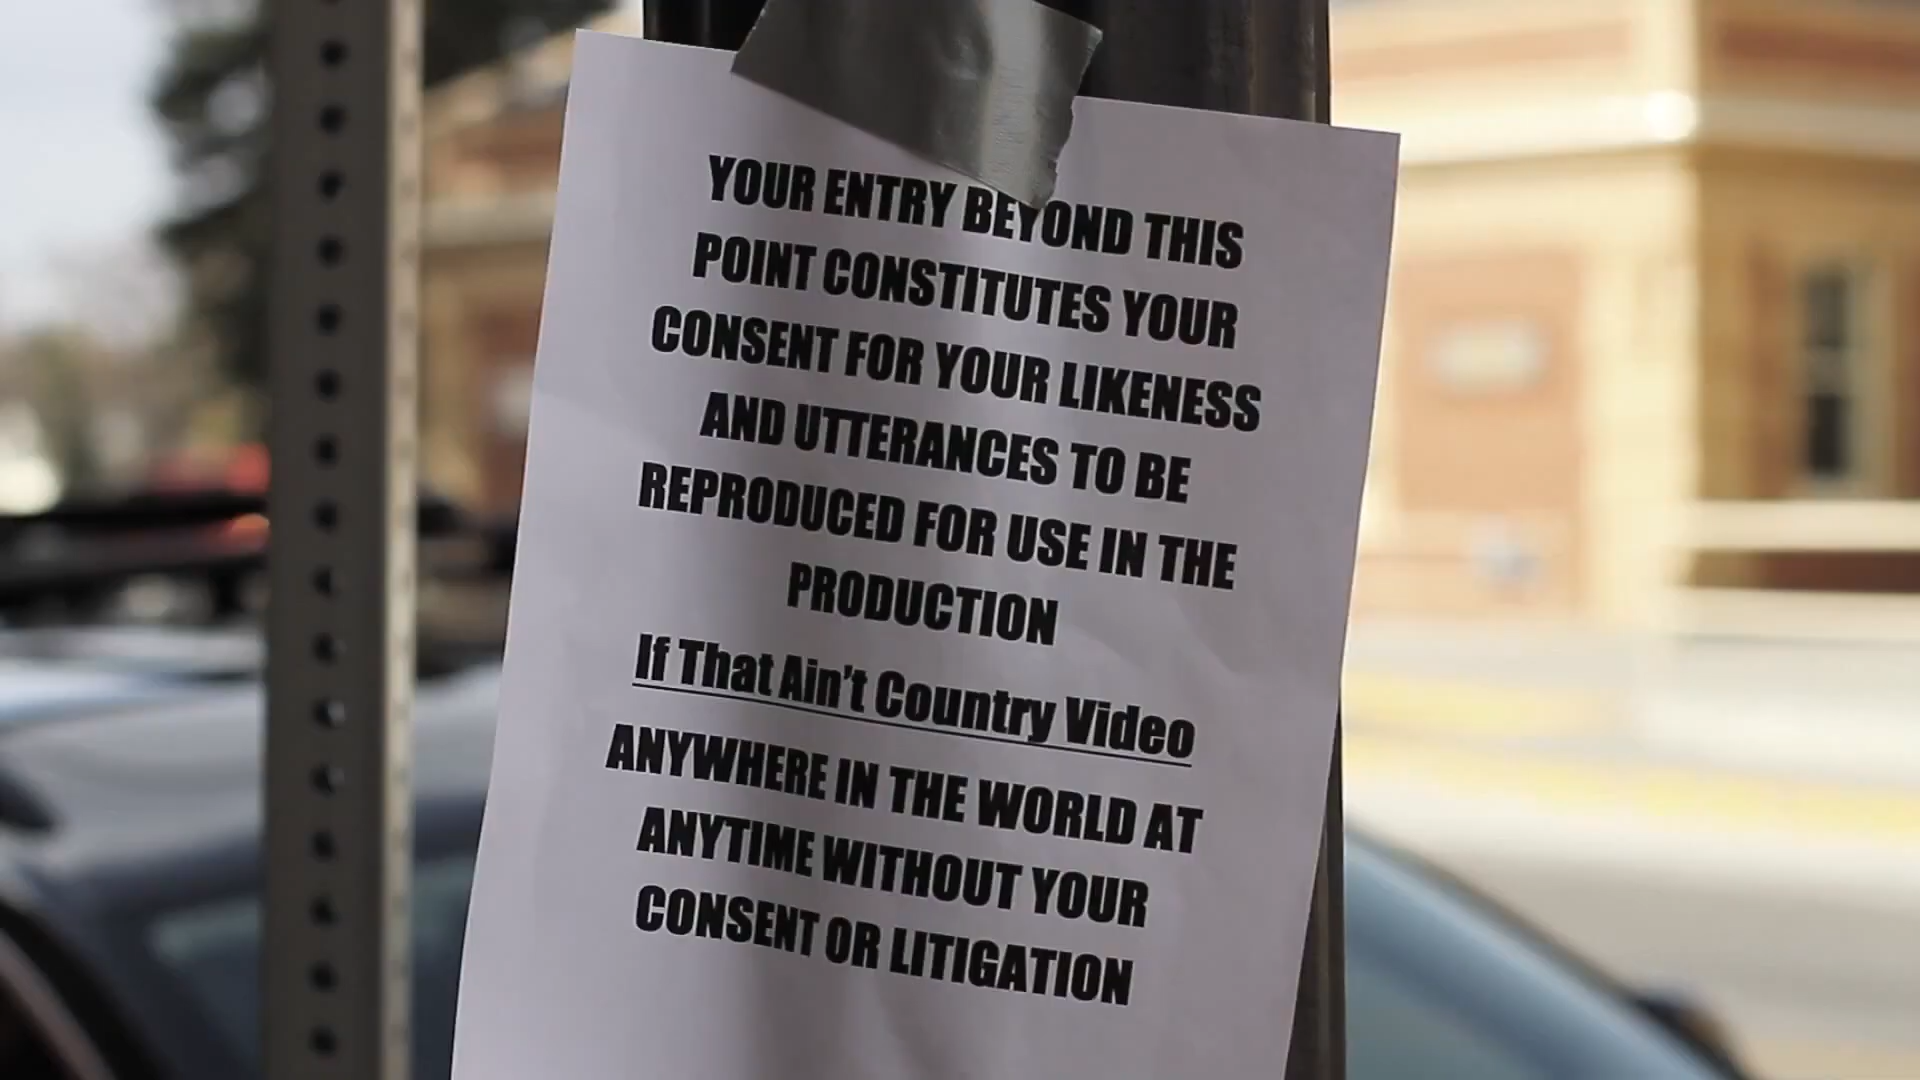 YOUR ENTRY BEYOND THIS
POINT CONSTITUTES YOUR
CONSENT FOR YOUR LIKENESS
AND UTTERANCES TO BE
REPRODUCED FOR USE IN THE
PRODUCTION
If That Ain't Country Video
ANYWHERE IN THE WORLD AT
ANYTIME WITHOUT YOUR
CONSENT OR LITIGATION